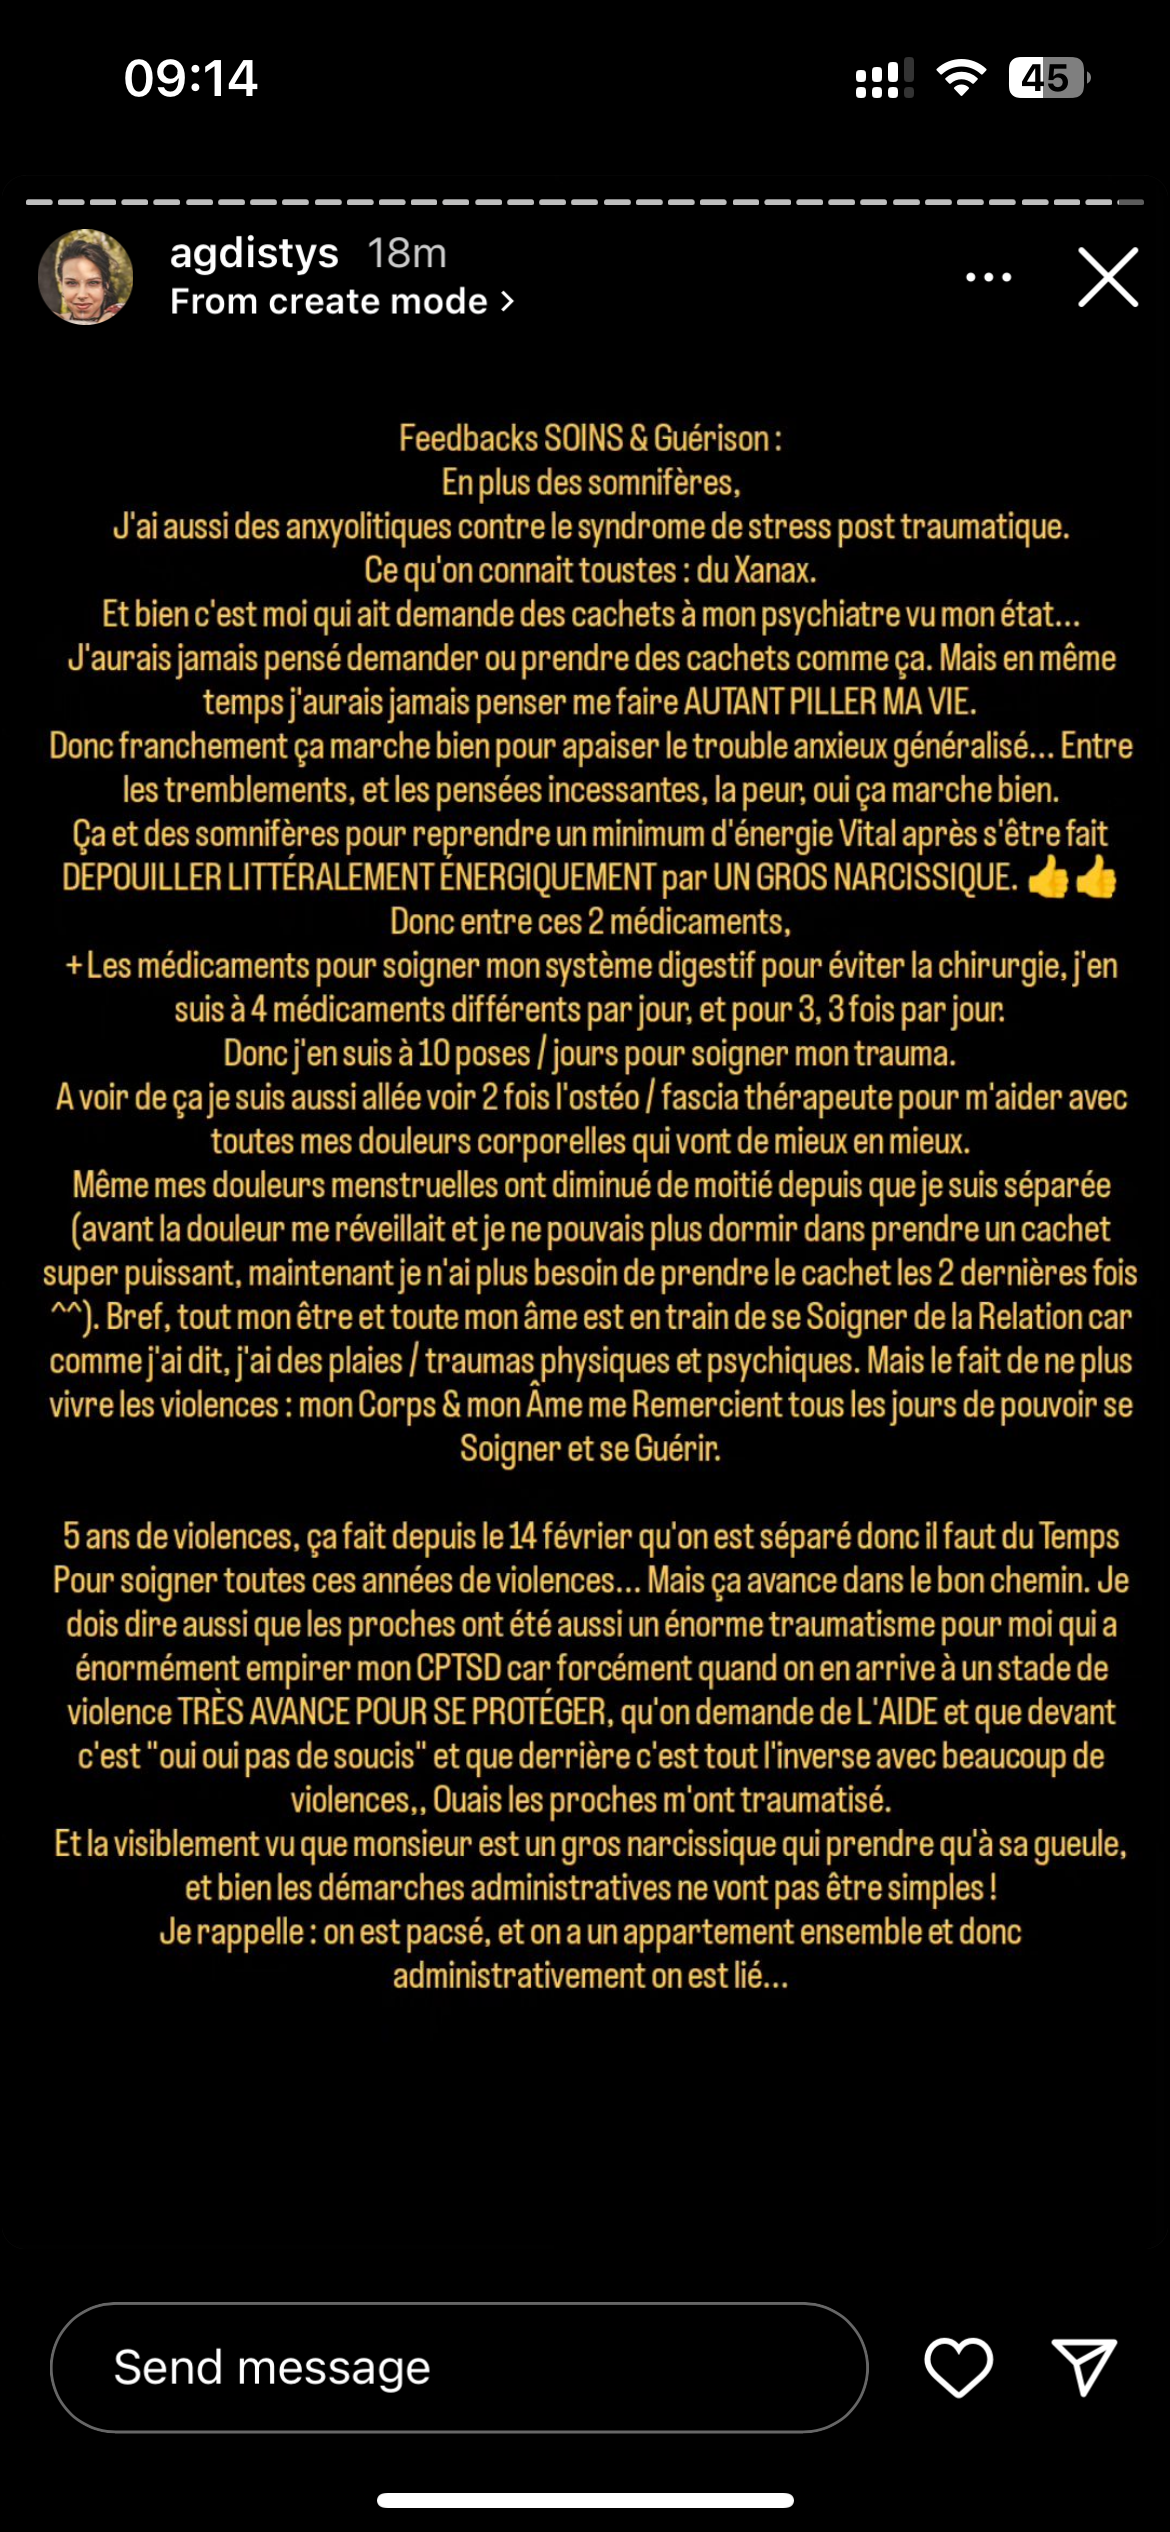 09:14
45
agdistys 18m
From create mode >
Feedbacks SOINS & Guérison :
En plus des somnifères,
J'ai aussi des anxyolitiques contre le syndrome de stress post traumatique.
Ce qu'on connait toustes : du Xanax.
Et bien c'est moi qui ait demande des cachets à mon psychiatre vu mon état...
J'aurais jamais pensé demander ou prendre des cachets comme ça. Mais en même
temps j'aurais jamais penser me faire AUTANT PILLER MA VIE.
Donc franchement ça marche bien pour apaiser le trouble anxieux généralisé... Entre
les tremblements, et les pensées incessantes, la peur, oui ça marche bien.
Ça et des somnifères pour reprendre un minimum d'énergie Vital après s'être fait
DEPOUILLER LITTÉRALEMENT ÉNERGIQUEMENT par UN GROS NARCISSIQUE. 👍👍
Donc entre ces 2 médicaments,
+ Les médicaments pour soigner mon système digestif pour éviter la chirurgie, j'en
suis à 4 médicaments différents par jour, et pour 3, 3 fois par jour.
Donc j'en suis à 10 poses / jours pour soigner mon trauma.
A voir de ça je suis aussi allée voir 2 fois l'ostéo / fascia thérapeute pour m'aider avec
toutes mes douleurs corporelles qui vont de mieux en mieux.
Même mes douleurs menstruelles ont diminué de moitié depuis que je suis séparée
(avant la douleur me réveillait et je ne pouvais plus dormir dans prendre un cachet
super puissant, maintenant je n'ai plus besoin de prendre le cachet les 2 dernières fois
^^). Bref, tout mon être et toute mon âme est en train de se Soigner de la Relation car
comme j'ai dit, j'ai des plaies / traumas physiques et psychiques. Mais le fait de ne plus
vivre les violences : mon Corps & mon Âme me Remercient tous les jours de pouvoir se
Soigner et se Guérir.
5 ans de violences, ça fait depuis le 14 février qu'on est séparé donc il faut du Temps
Pour soigner toutes ces années de violences... Mais ça avance dans le bon chemin. Je
dois dire aussi que les proches ont été aussi un énorme traumatisme pour moi qui a
énormément empirer mon CPTSD car forcément quand on en arrive à un stade de
violence TRÈS AVANCE POUR SE PROTÉGER, qu'on demande de L'AIDE et que devant
c'est "oui oui pas de soucis" et que derrière c'est tout l'inverse avec beaucoup de
violences,, Ouais les proches m'ont traumatisé.
Et la visiblement vu que monsieur est un gros narcissique qui prendre qu'à sa gueule,
et bien les démarches administratives ne vont pas être simples !
Je rappelle : on est pacsé, et on a un appartement ensemble et donc
administrativement on est lié...
Send message